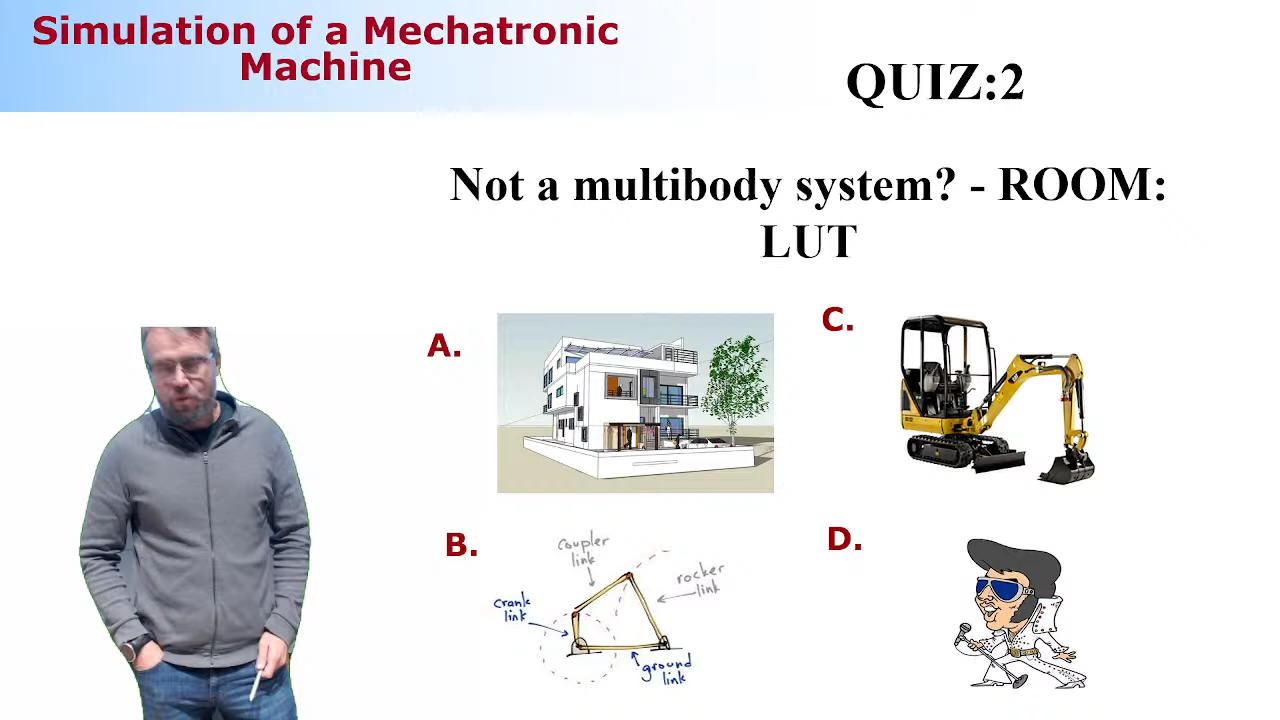 Simulation of a Mechatronic
Machine
QUIZ:2
Not a multibody system? - ROOM:
LUT
A.
C.
B.
coupler
link
rocker
link
crank
link
ground
link
D.